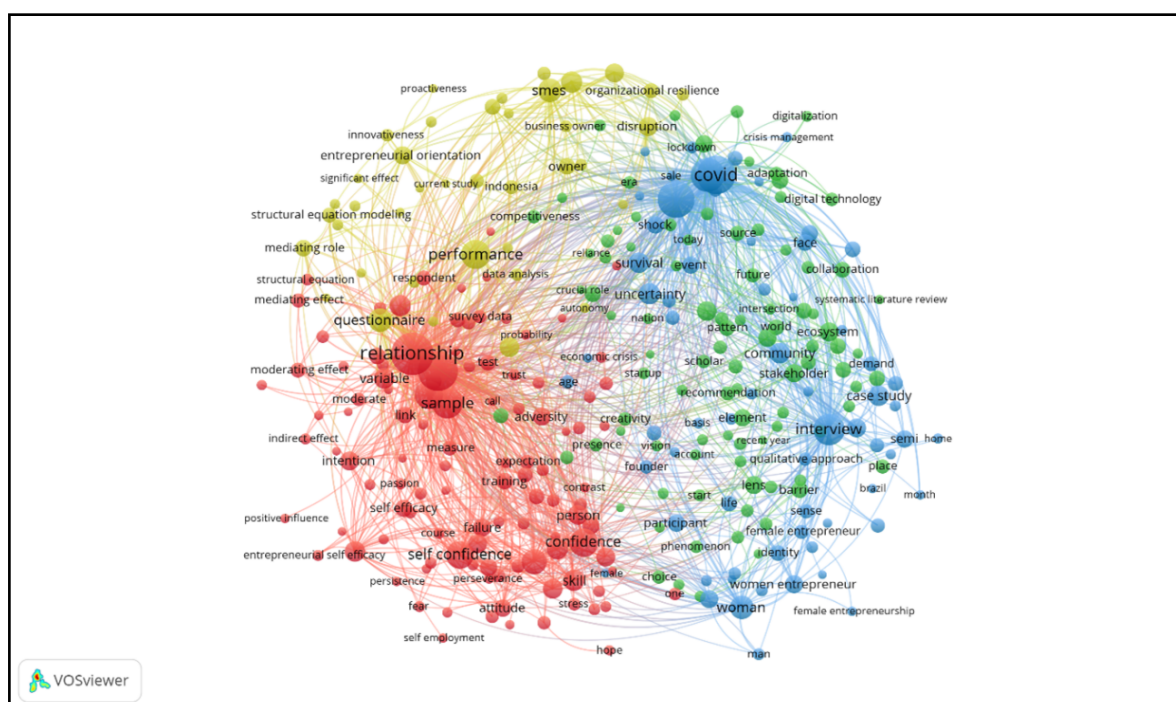 proactiveness
smes
organizational resilience
digitalization
innovativeness
business owner
disruption
crisis management
lockdown
entrepreneurial orientation
owner
sale
covid
adaptation
significant effect
current study
indonesia
era
digital technology
structural equation modeling
competitiveness
shock
source
today
face
mediating role
performance
reliance
structural equation
respondent
data analysis
survival
event
future
collaboration
mediating effect
crucial role
uncertainty
systematic literature review
questionnaire
survey data
autonomy
nation
intersection
pattern
world
ecosystem
probability
relationship
economic crisis
scholar
community
moderating effect
variable
test
trust
age
startup
stakeholder
demand
moderate
sample
call
recommendation
case study
link
adversity
creativity
basis
element
interview
indirect effect
measure
presence
vision
recent year
semi
home
intention
expectation
founder
account
qualitative approach
place
passion
training
contrast
start
life
lens
barrier
brazil
month
positive influence
self efficacy
person
participant
sense
course
failure
female entrepreneur
entrepreneurial self efficacy
self confidence
confidence
phenomenon
identity
persistence
perseverance
skill
female
choice
women entrepreneur
one
fear
attitude
stress
woman
female entrepreneurship
self employment
hope
man
VOSviewer